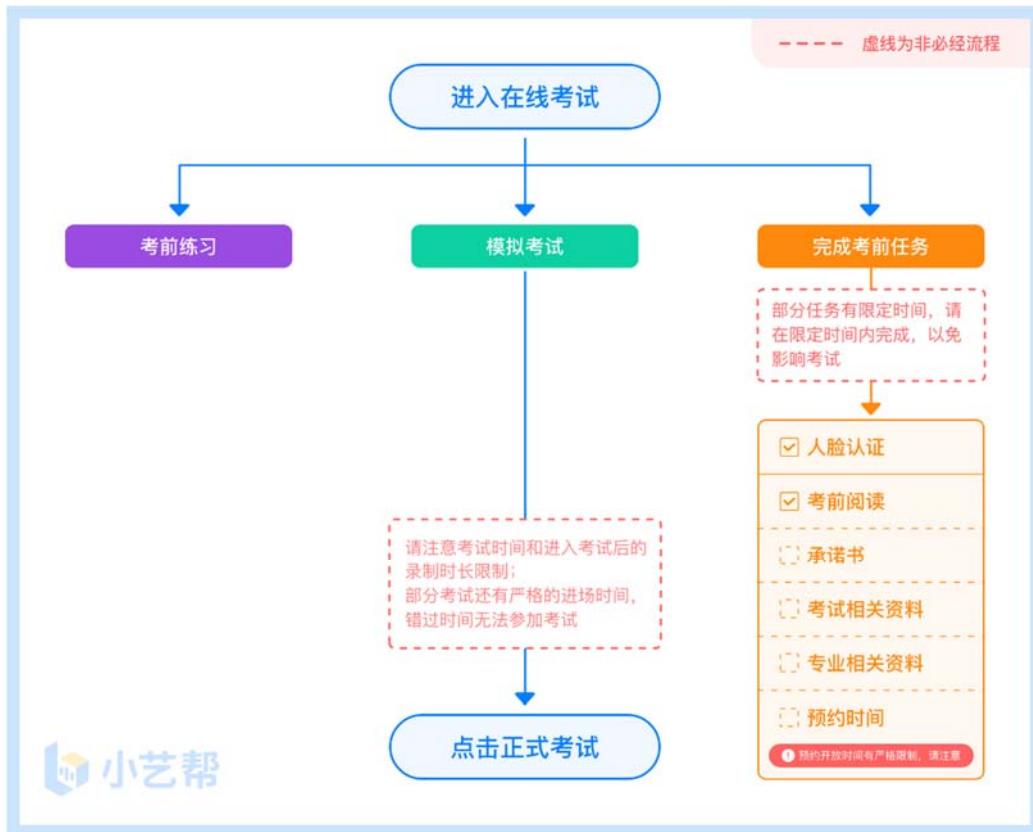 虚线为非必经流程
进入在线考试
考前练习
模拟考试
完成考前任务
部分任务有限定时间，请
在限定时间内完成，以免
影响考试
人脸认证
考前阅读
承诺书
考试相关资料
专业相关资料
预约时间
预约开放时间有严格限制，请注意
请注意考试时间和进入考试后的
录制时长限制；
部分考试还有严格的进场时间，
错过时间无法参加考试
点击正式考试
小艺帮